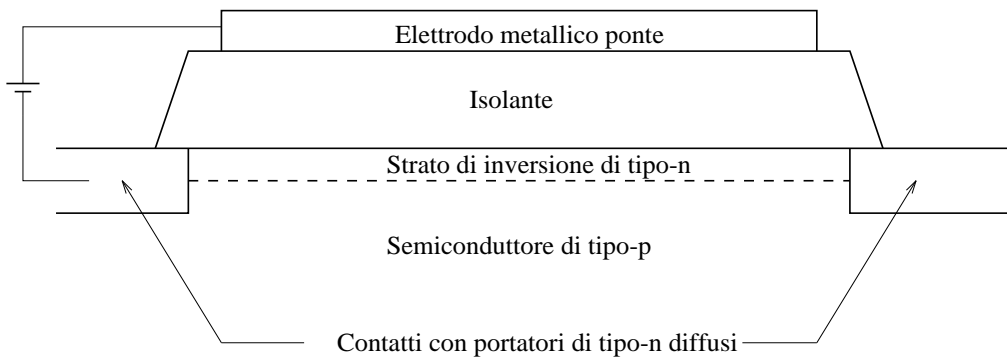 Elettrodo metallico ponte
Isolante
Strato di inversione di tipo-n
Semiconduttore di tipo-p
Contatti con portatori di tipo-n diffusi